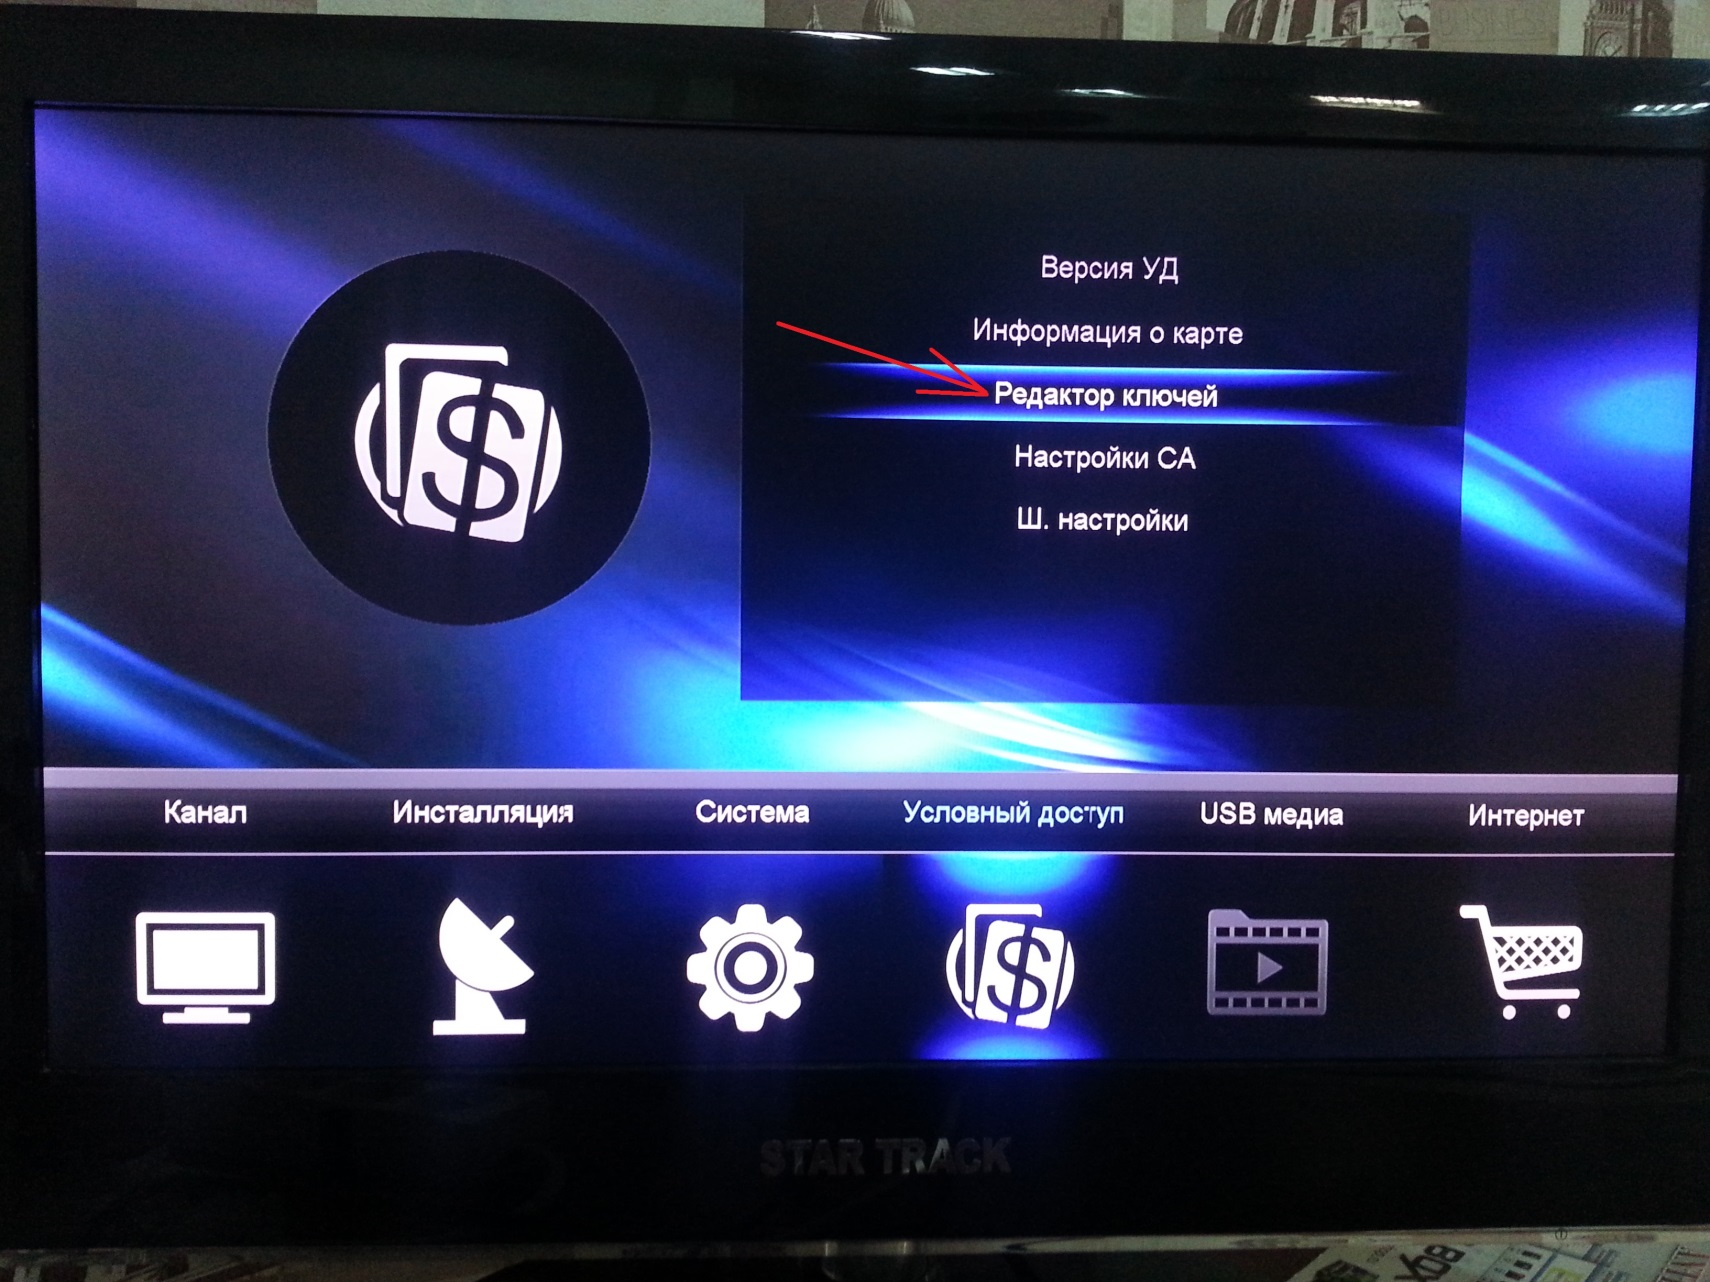 Версия УД
Информация о карте
Редактор ключей
Настройки СА
Ш. настройки
Канал Инсталляция Система Условный доступ USB медиа Интернет
STAR TRACK